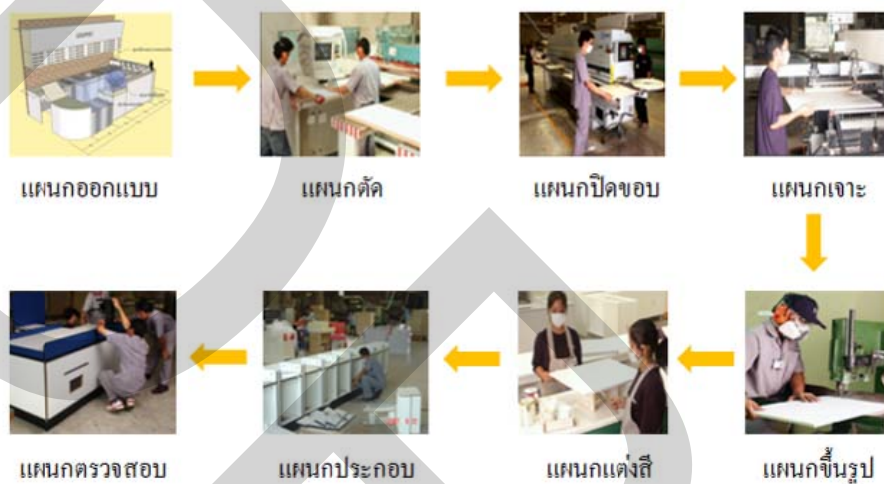 แผนกออกแบบ
แผนกตัด
แผนกปิดขอบ
แผนกเจาะ
แผนกขึ้นรูป
แผนกแต่งสี
แผนกประกอบ
แผนกตรวจสอบ